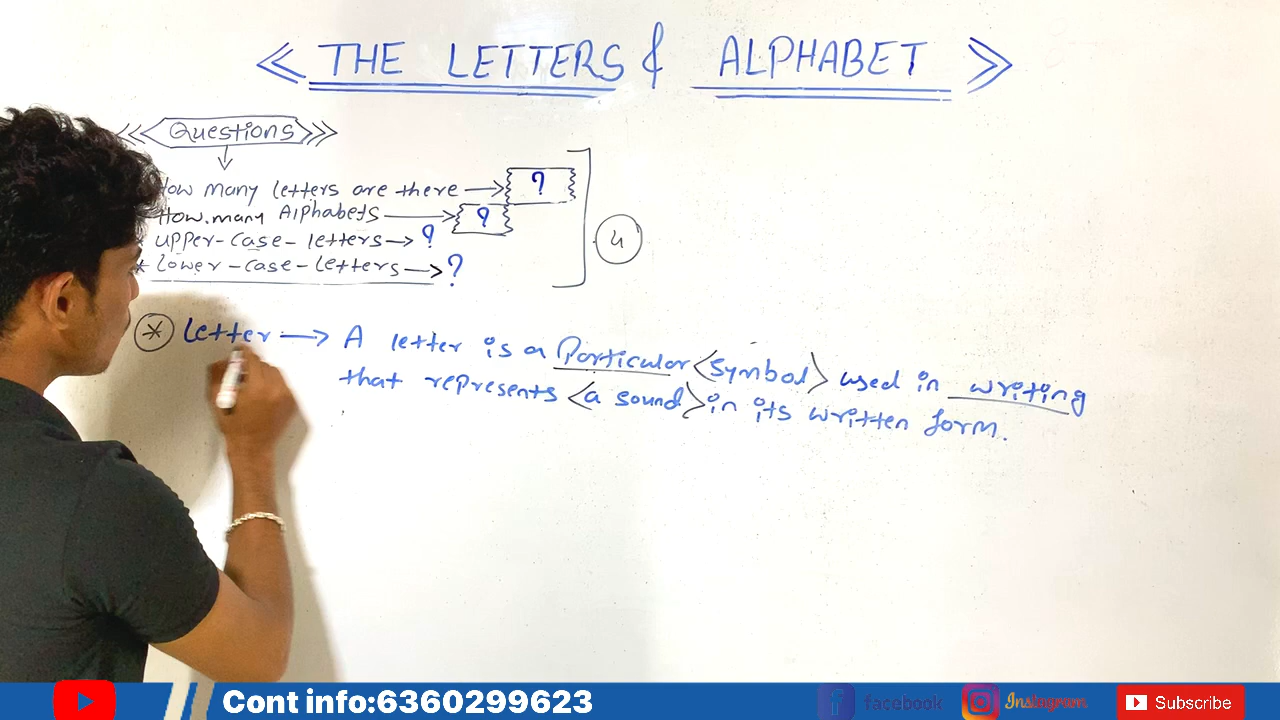 << THE LETTERS & ALPHABET >>
<< Questions >>
How many letters are there → ?
How many Alphabets → ?
* upper-case-letters → ?
* lower-case-letters → ?
4
* Letter → A letter is a Particular <symbol> used in writing
that represents <a sound> in its written form.
Cont info:6360299623
facebook
Instagram
Subscribe